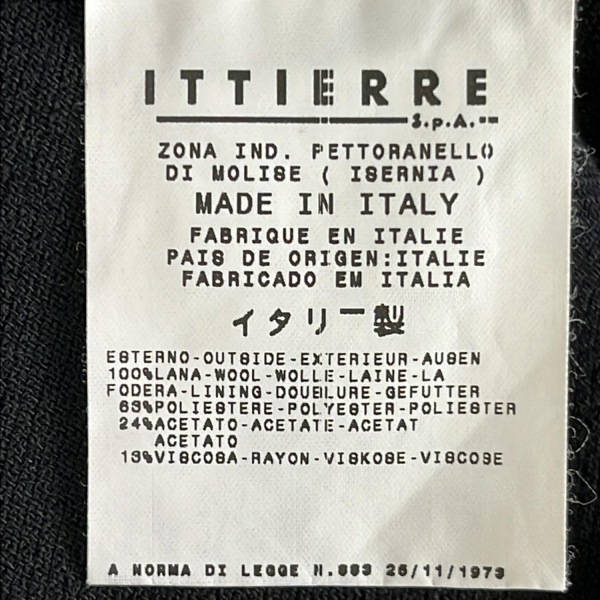 ITTIERRE
S.p.A.
ZONA IND. PETTORANELLO
DI MOLISE ( ISERNIA )
MADE IN ITALY
FABRIQUE EN ITALIE
PAIS DE ORIGEN:ITALIE
FABRICADO EM ITALIA
イタリー製
ESTERNO-OUTSIDE-EXTERIEUR-AUSEN
100%LANA-WOOL-WOLLE-LAINE-LA
FODERA-LINING-DOUBLURE-GEFUTTER
63%POLIESTERE-POLYESTER-POLIESTER
24%ACETATO-ACETATE-ACETAT
ACETATO
13%VISCOSA-RAYON-VISKOSE-VISCOSE
A NORMA DI LEGGE N.883 26/11/1973